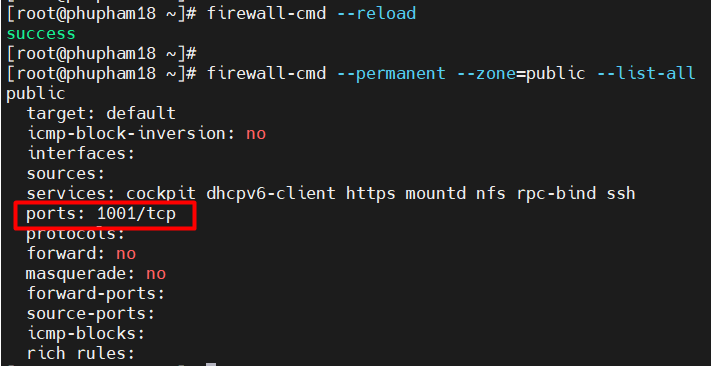 [root@phupham18 ~]# firewall-cmd --reload
success
[root@phupham18 ~]#
[root@phupham18 ~]# firewall-cmd --permanent --zone=public --list-all
public
  target: default
  icmp-block-inversion: no
  interfaces:
  sources:
  services: cockpit dhcpv6-client https mountd nfs rpc-bind ssh
  ports: 1001/tcp
  protocols:
  forward: no
  masquerade: no
  forward-ports:
  source-ports:
  icmp-blocks:
  rich rules: